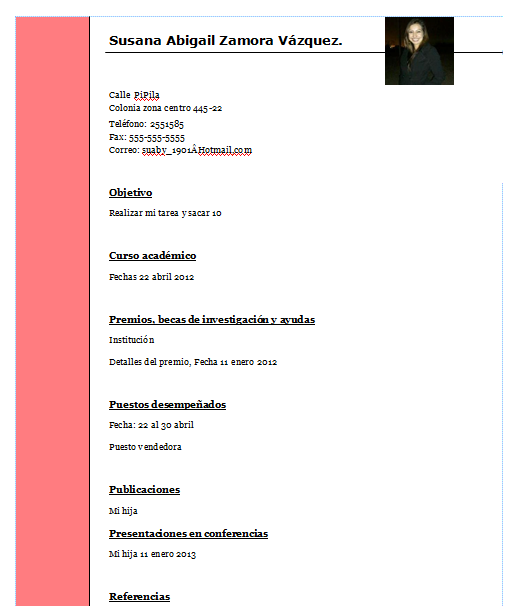 Susana Abigail Zamora Vázquez.
Calle PiPila
Colonia zona centro 445-22
Teléfono: 2551585
Fax: 555-555-5555
Correo: suaby_1901ÂHotmail.com
Objetivo
Realizar mi tarea y sacar 10
Curso académico
Fechas 22 abril 2012
Premios, becas de investigación y ayudas
Institución
Detalles del premio, Fecha 11 enero 2012
Puestos desempeñados
Fecha: 22 al 30 abril
Puesto vendedora
Publicaciones
Mi hija
Presentaciones en conferencias
Mi hija 11 enero 2013
Referencias